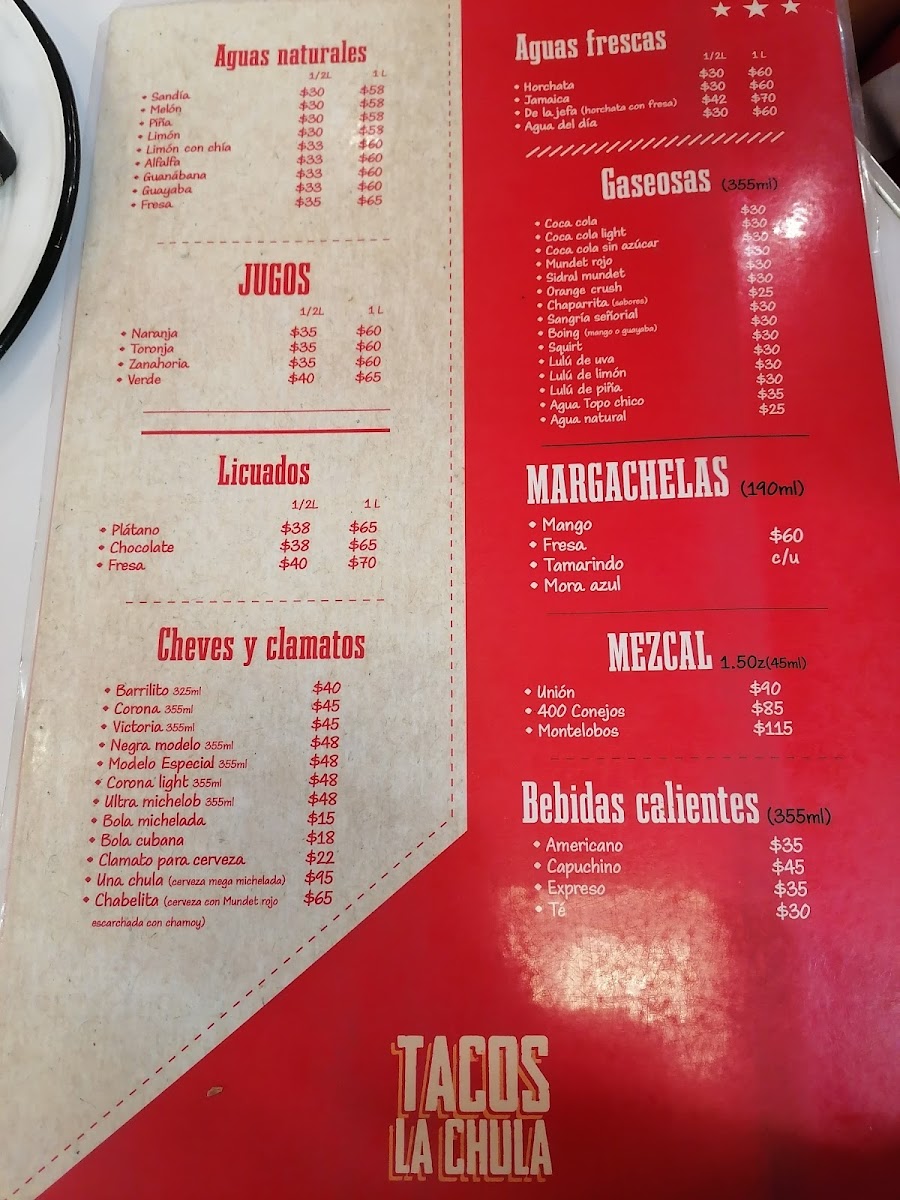 Aguas naturales
1/2L 1 L
• Sandía $30 $58
• Melón $30 $58
• Piña $30 $58
• Limón $30 $58
• Limón con chía $33 $60
• Alfalfa $33 $60
• Guanábana $33 $60
• Guayaba $33 $60
• Fresa $35 $65
JUGOS
1/2L 1 L
• Naranja $35 $60
• Toronja $35 $60
• Zanahoria $35 $60
• Verde $40 $65
Licuados
1/2L 1 L
• Plátano $38 $65
• Chocolate $38 $65
• Fresa $40 $70
Cheves y clamatos
• Barrilito 325ml $40
• Corona 355ml $45
• Victoria 355ml $45
• Negra modelo 355ml $48
• Modelo Especial 355ml $48
• Corona light 355ml $48
• Ultra michelob 355ml $48
• Bola michelada $15
• Bola cubana $18
• Clamato para cerveza $22
• Una chula (cerveza mega michelada) $95
• Chabelita (cerveza con Mundet rojo $65
escarchada con chamoy)
Aguas frescas
1/2L 1 L
• Horchata $30 $60
• Jamaica $30 $60
• De la jefa (horchata con fresa) $42 $70
• Agua del día $30 $60
Gaseosas (355ml)
• Coca cola $30
• Coca cola light $30
• Coca cola sin azúcar $30
• Mundet rojo $30
• Sidral mundet $30
• Orange crush $30
• Chaparrita (sabores) $25
• Sangría señorial $30
• Boing (mango o guayaba) $30
• Squirt $30
• Lulú de uva $30
• Lulú de limón $30
• Lulú de piña $30
• Agua Topo chico $35
• Agua natural $25
MARGACHELAS (190ml)
• Mango
• Fresa $60
• Tamarindo c/u
• Mora azul
MEZCAL 1.50z(45ml)
• Unión $90
• 400 Conejos $85
• Montelobos $115
Bebidas calientes (355ml)
• Americano $35
• Capuchino $45
• Expreso $35
• Té $30
TACOS
LA CHULA